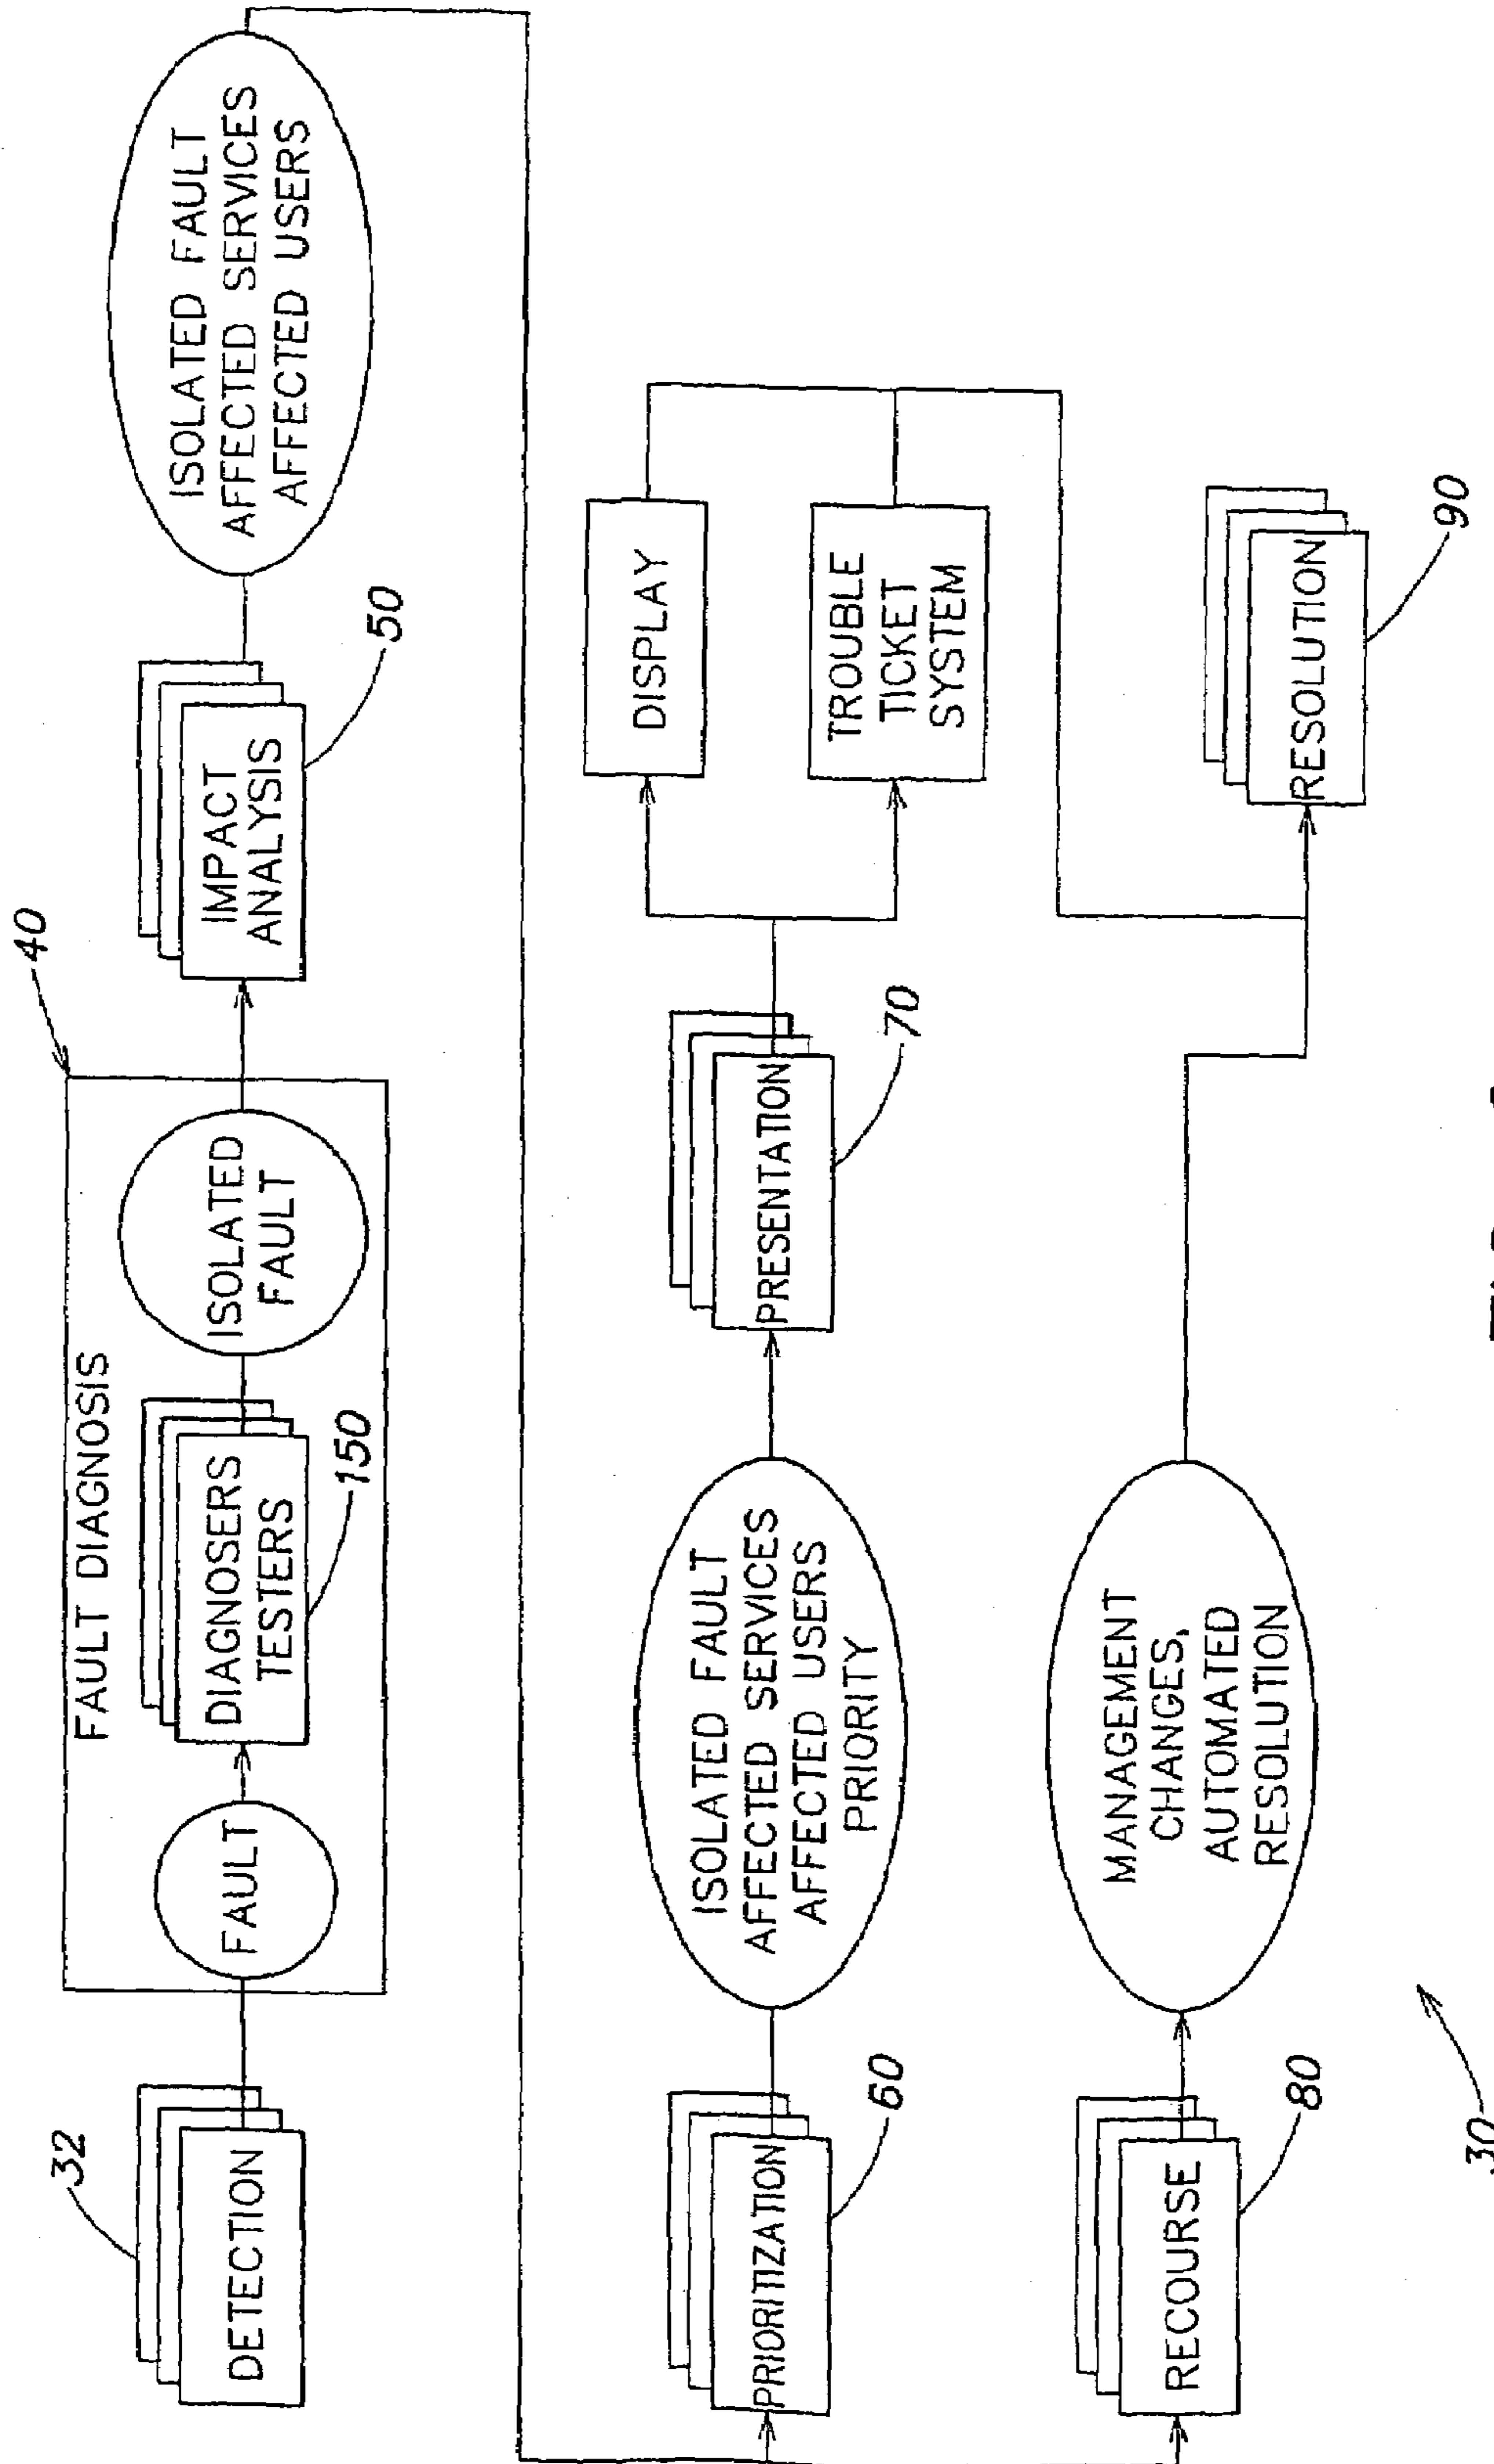 32
DETECTION
FAULT DIAGNOSIS
40
FAULT
DIAGNOSERS
TESTERS
150
ISOLATED
FAULT
IMPACT
ANALYSIS
50
ISOLATED FAULT
AFFECTED SERVICES
AFFECTED USERS
PRIORITIZATION
60
ISOLATED FAULT
AFFECTED SERVICES
AFFECTED USERS
PRIORITY
PRESENTATION
70
DISPLAY
TROUBLE
TICKET
SYSTEM
RECOURSE
80
MANAGEMENT
CHANGES,
AUTOMATED
RESOLUTION
RESOLUTION
90
30